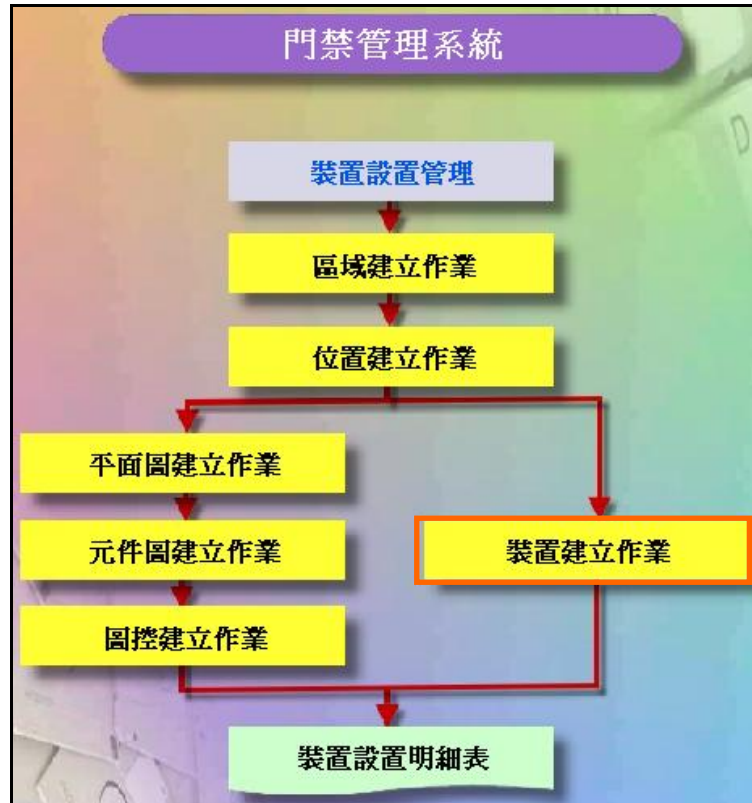 門禁管理系統
裝置設置管理
區域建立作業
位置建立作業
平面圖建立作業
元件圖建立作業
裝置建立作業
圖控建立作業
裝置設置明細表
D